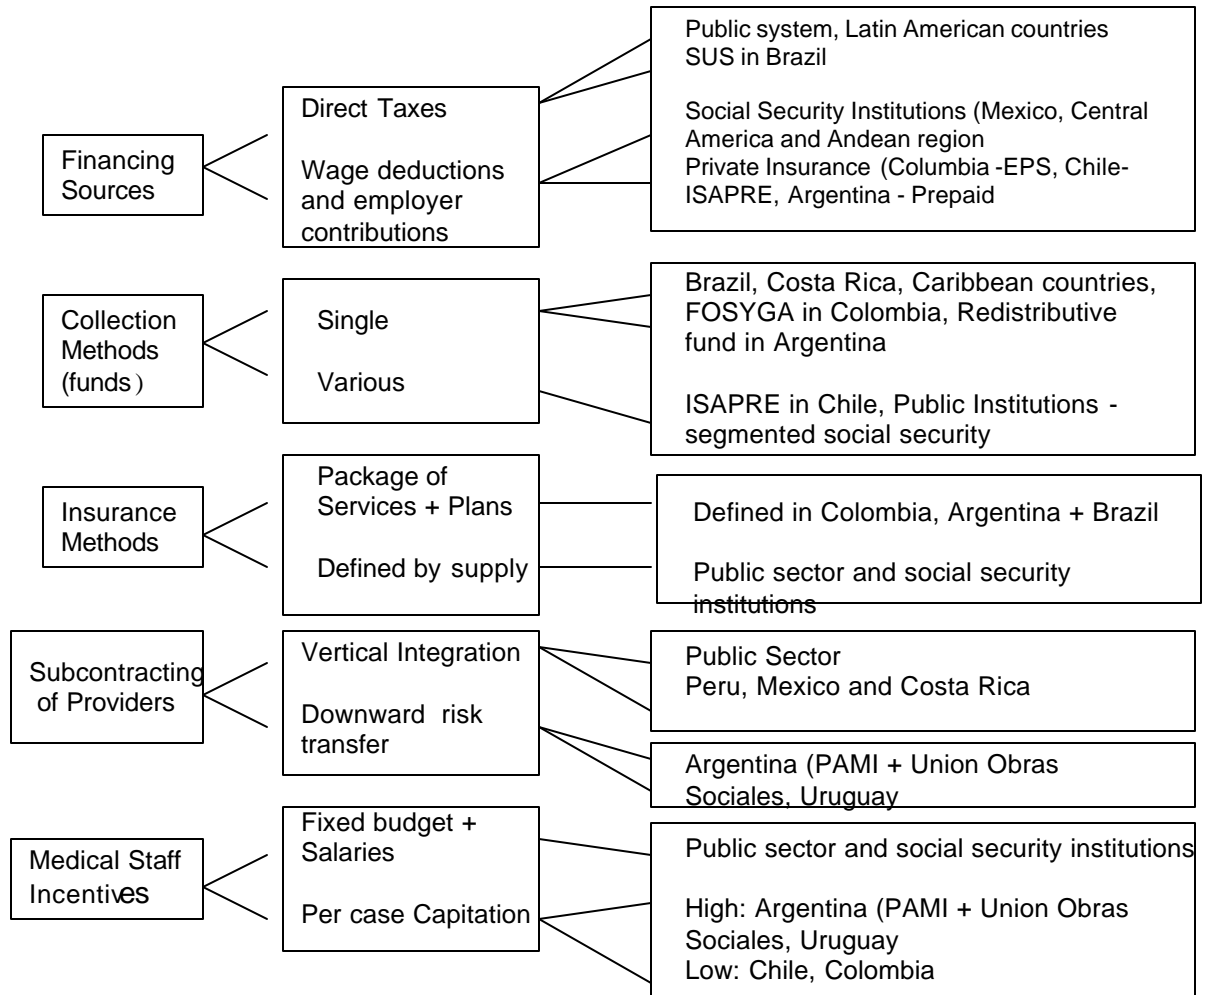 Financing
Sources
Direct Taxes
Wage deductions
and employer
contributions
Public system, Latin American countries
SUS in Brazil
Social Security Institutions (Mexico, Central
America and Andean region
Private Insurance (Columbia -EPS, Chile-
ISAPRE, Argentina - Prepaid
Collection
Methods
(funds)
Single
Various
Brazil, Costa Rica, Caribbean countries,
FOSYGA in Colombia, Redistributive
fund in Argentina
ISAPRE in Chile, Public Institutions -
segmented social security
Insurance
Methods
Package of
Services + Plans
Defined by supply
Defined in Colombia, Argentina + Brazil
Public sector and social security
institutions
Subcontracting
of Providers
Vertical Integration
Downward risk
transfer
Public Sector
Peru, Mexico and Costa Rica
Argentina (PAMI + Union Obras
Sociales, Uruguay
Medical Staff
Incentives
Fixed budget +
Salaries
Per case Capitation
Public sector and social security institutions
High: Argentina (PAMI + Union Obras
Sociales, Uruguay
Low: Chile, Colombia